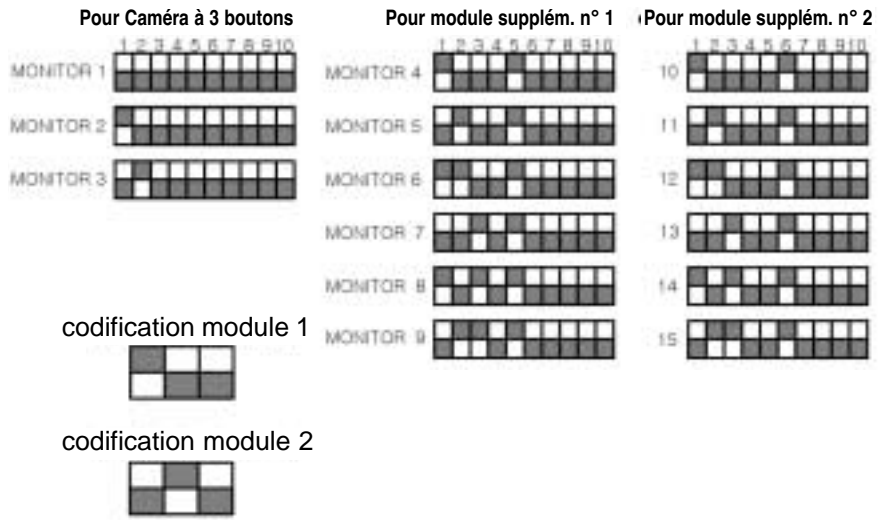 Pour Caméra à 3 boutons
1 2 3 4 5 6 7 8 9 10
MONITOR 1
MONITOR 2
MONITOR 3
codification module 1
codification module 2
Pour module supplém. n° 1
1 2 3 4 5 6 7 8 9 10
MONITOR 4
MONITOR 5
MONITOR 6
MONITOR 7
MONITOR 8
MONITOR 9
Pour module supplém. n° 2
1 2 3 4 5 6 7 8 9 10
10
11
12
13
14
15